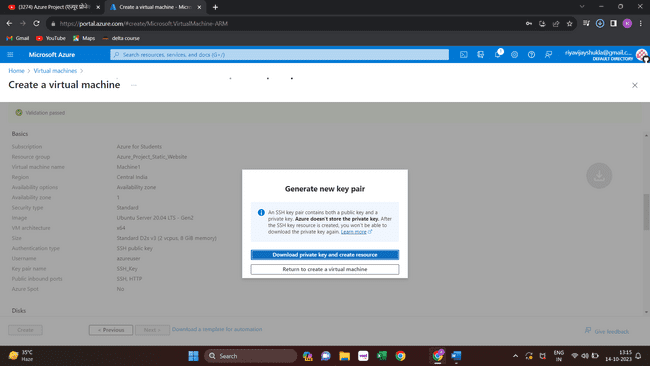 (3274) Azure Project (एज़ूर प्रोजे
Create a virtual machine - Micro
https://portal.azure.com/#create/Microsoft.VirtualMachine-ARM
Gmail YouTube Maps delta course
Microsoft Azure
Search resources, services, and docs (G+/)
riyavijayshukla@gmail.c...
DEFAULT DIRECTORY
Home > Virtual machines >
Create a virtual machine ...
Validation passed
Basics
Subscription Azure for Students
Resource group Azure_Project_Static_Website
Virtual machine name Machine1
Region Central India
Availability options Availability zone
Availability zone 1
Security type Standard
Image Ubuntu Server 20.04 LTS - Gen2
VM architecture x64
Size Standard D2s v3 (2 vcpus, 8 GiB memory)
Authentication type SSH public key
Username azureuser
Key pair name SSH_Key
Public inbound ports SSH, HTTP
Azure Spot No
Disks
Generate new key pair
An SSH key pair contains both a public key and a
private key. Azure doesn't store the private key. After
the SSH key resource is created, you won't be able to
download the private key again. Learn more
Download private key and create resource
Return to create a virtual machine
Create
< Previous
Next >
Download a template for automation
Give feedback
35°C
Haze
Search
ENG
IN
13:15
14-10-2023